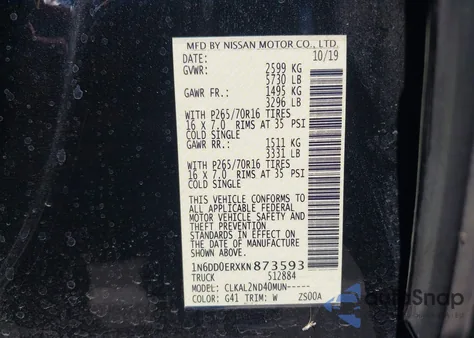 MFD BY NISSAN MOTOR CO., LTD.
DATE: 10/19
GVWR: 2599 KG
5730 LB
GAWR FR.: 1495 KG
3296 LB
WITH P265/70R16 TIRES
16 X 7.0 RIMS AT 35 PSI
COLD SINGLE
GAWR RR.: 1511 KG
3331 LB
WITH P265/70R16 TIRES
16 X 7.0 RIMS AT 35 PSI
COLD SINGLE
THIS VEHICLE CONFORMS TO
ALL APPLICABLE FEDERAL
MOTOR VEHICLE SAFETY AND
THEFT PREVENTION
STANDARDS IN EFFECT ON
THE DATE OF MANUFACTURE
SHOWN ABOVE.
1N6DD0ERXKN873593
TRUCK 512884
MODEL: CLKAL2ND40MUN-----
COLOR: G41 TRIM: W ZS00A
autoSnap